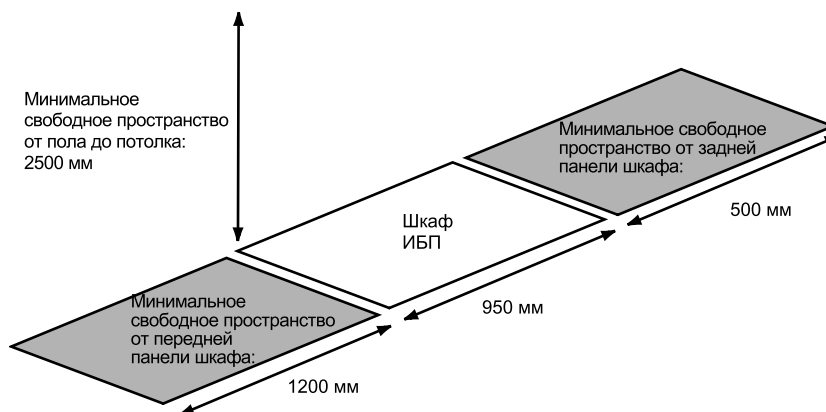 Минимальное
свободное пространство
от пола до потолка:
2500 мм
Минимальное свободное
пространство от задней
панели шкафа:
500 мм
Шкаф
ИБП
950 мм
Минимальное
свободное пространство
от передней
панели шкафа:
1200 мм